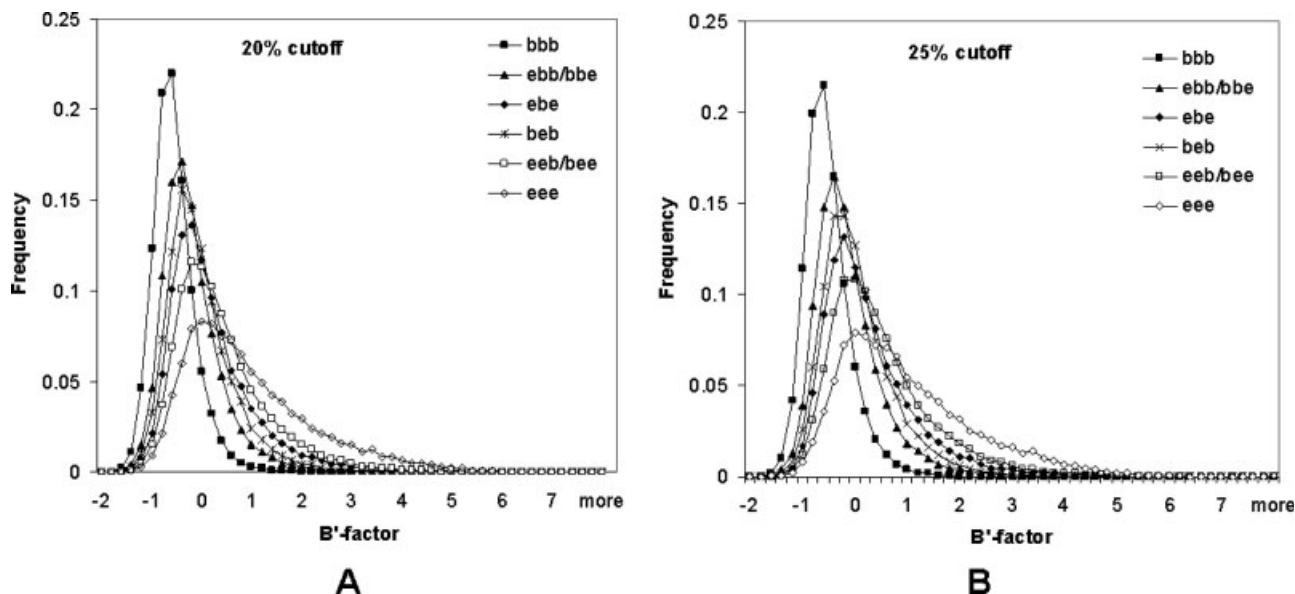 0.25
0.2
0.15
0.1
0.05
0
Frequency
20% cutoff
bbb
ebb/bbe
ebe
beb
eeb/bee
eee
-2 -1 0 1 2 3 4 5 6 7 more
B'-factor
A
0.25
0.2
0.15
0.1
0.05
0
Frequency
25% cutoff
bbb
ebb/bbe
ebe
beb
eeb/bee
eee
-2 -1 0 1 2 3 4 5 6 7 more
B'-factor
B